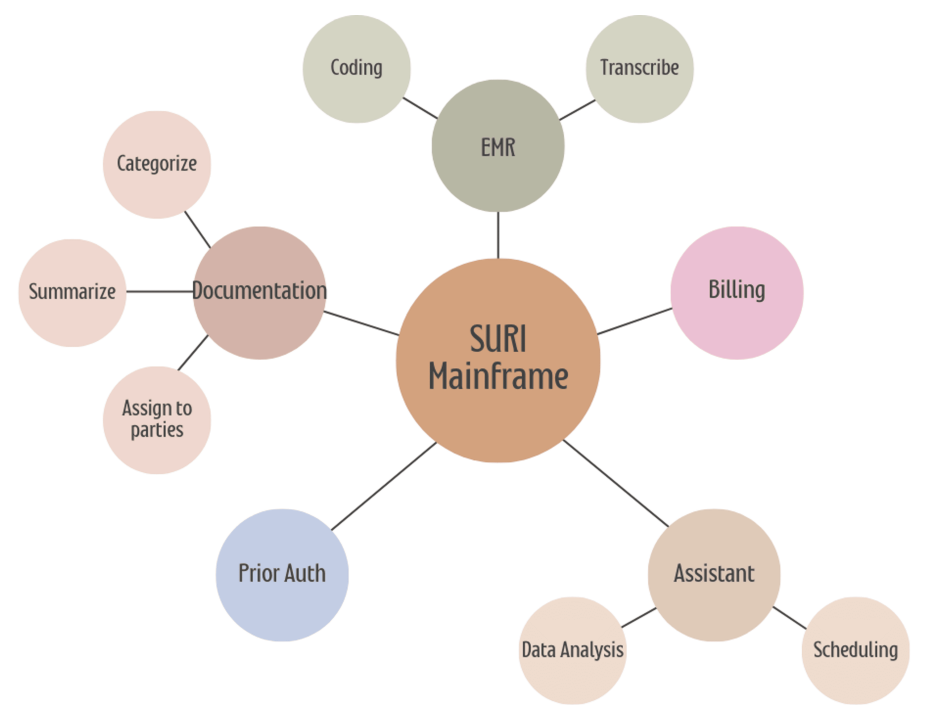 Coding
Transcribe
EMR
Categorize
Documentation
Summarize
Assign to
parties
SURI
Mainframe
Billing
Prior Auth
Assistant
Data Analysis
Scheduling